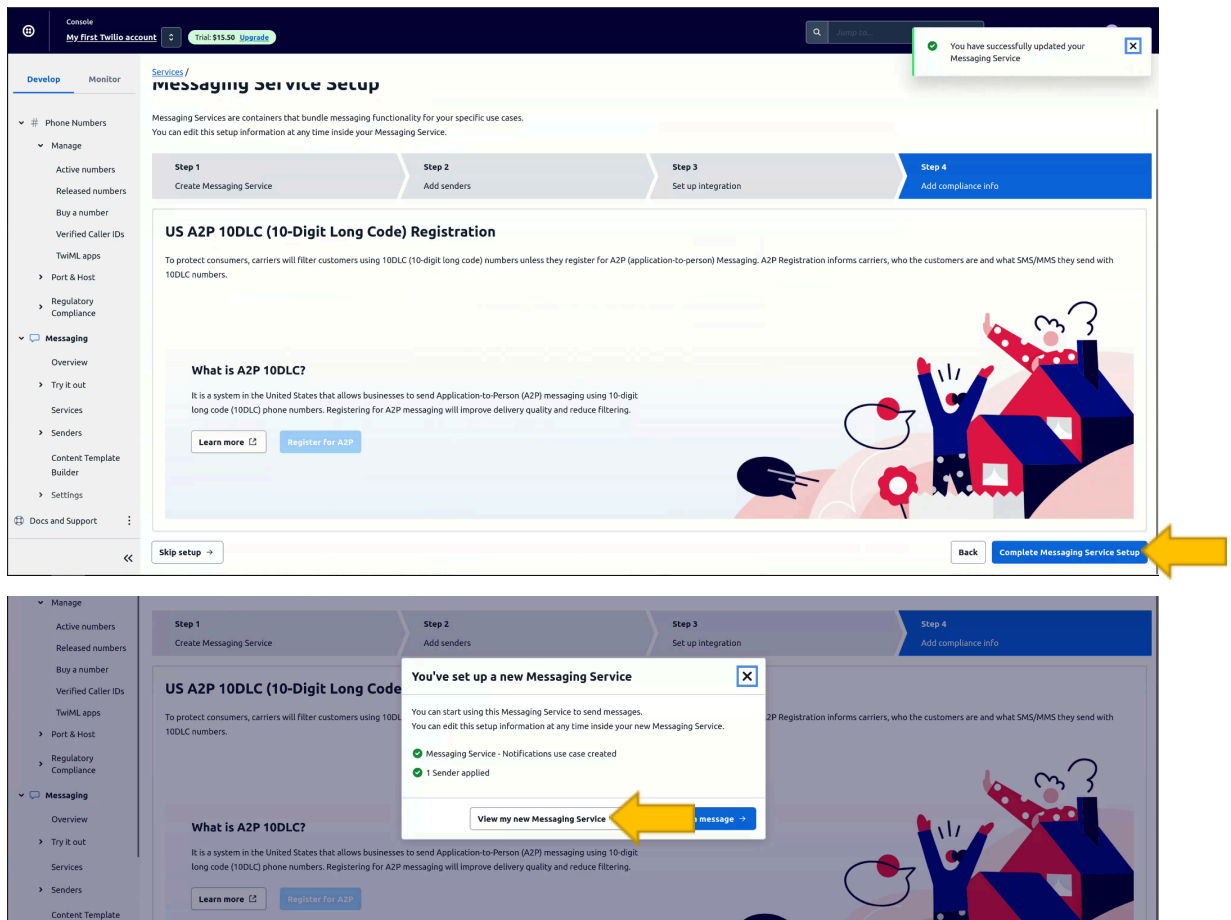 Console
My first Twilio account
Trial: $15.50 Upgrade
Jump to...
You have successfully updated your
Messaging Service
Develop Monitor
Phone Numbers
Manage
Active numbers
Released numbers
Buy a number
Verified Caller IDs
TwiML apps
Port & Host
Regulatory
Compliance
Messaging
Overview
Try it out
Services
Senders
Content Template
Builder
Settings
Docs and Support
Services /
Messaging Service Setup
Messaging Services are containers that bundle messaging functionality for your specific use cases.
You can edit this setup information at any time inside your Messaging Service.
Step 1
Create Messaging Service
Step 2
Add senders
Step 3
Set up integration
Step 4
Add compliance info
US A2P 10DLC (10-Digit Long Code) Registration
To protect consumers, carriers will filter customers using 10DLC (10-digit long code) numbers unless they register for A2P (application-to-person) Messaging. A2P Registration informs carriers, who the customers are and what SMS/MMS they send with
10DLC numbers.
What is A2P 10DLC?
It is a system in the United States that allows businesses to send Application-to-Person (A2P) messaging using 10-digit
long code (10DLC) phone numbers. Registering for A2P messaging will improve delivery quality and reduce filtering.
Learn more Register for A2P
Skip setup →
Back Complete Messaging Service Setup
Manage
Active numbers
Released numbers
Buy a number
Verified Caller IDs
TwiML apps
Port & Host
Regulatory
Compliance
Messaging
Overview
Try it out
Services
Senders
Content Template
Step 1
Create Messaging Service
Step 2
Add senders
Step 3
Set up integration
Step 4
Add compliance info
US A2P 10DLC (10-Digit Long Code
To protect consumers, carriers will filter customers using 10DL
2P Registration informs carriers, who the customers are and what SMS/MMS they send with
10DLC numbers.
You've set up a new Messaging Service
You can start using this Messaging Service to send messages.
You can edit this setup information at any time inside your new Messaging Service.
Messaging Service - Notifications use case created
1 Sender applied
View my new Messaging Service
message →
What is A2P 10DLC?
It is a system in the United States that allows businesses to send Application-to-Person (A2P) messaging using 10-digit
long code (10DLC) phone numbers. Registering for A2P messaging will improve delivery quality and reduce filtering.
Learn more Register for A2P